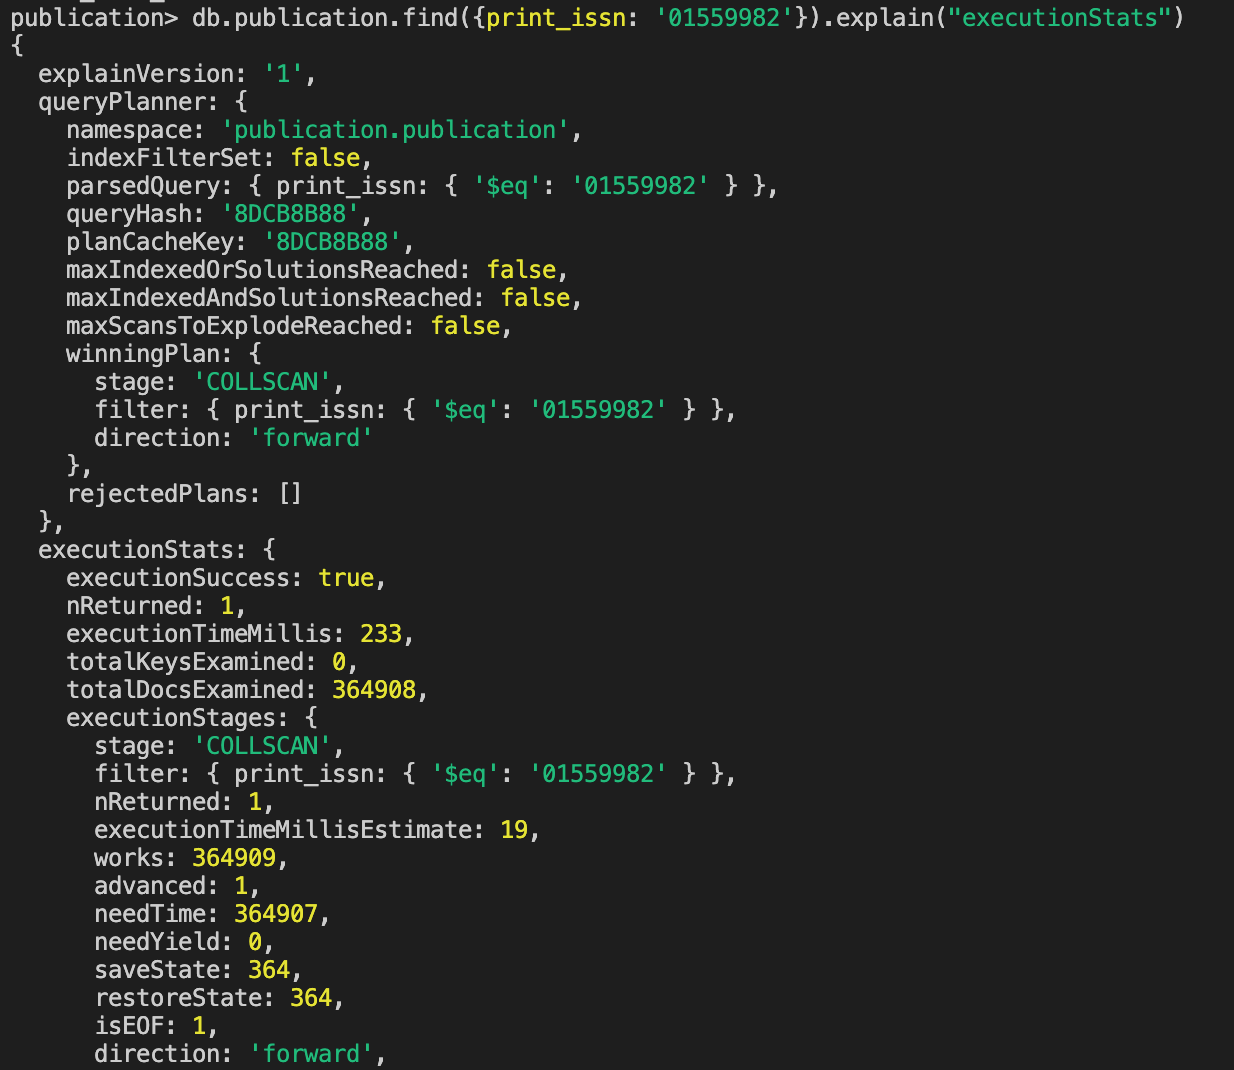 publication> db.publication.find({print_issn: '01559982'}).explain("executionStats")
{
  explainVersion: '1',
  queryPlanner: {
    namespace: 'publication.publication',
    indexFilterSet: false,
    parsedQuery: { print_issn: { '$eq': '01559982' } },
    queryHash: '8DCB8B88',
    planCacheKey: '8DCB8B88',
    maxIndexedOrSolutionsReached: false,
    maxIndexedAndSolutionsReached: false,
    maxScansToExplodeReached: false,
    winningPlan: {
      stage: 'COLLSCAN',
      filter: { print_issn: { '$eq': '01559982' } },
      direction: 'forward'
    },
    rejectedPlans: []
  },
  executionStats: {
    executionSuccess: true,
    nReturned: 1,
    executionTimeMillis: 233,
    totalKeysExamined: 0,
    totalDocsExamined: 364908,
    executionStages: {
      stage: 'COLLSCAN',
      filter: { print_issn: { '$eq': '01559982' } },
      nReturned: 1,
      executionTimeMillisEstimate: 19,
      works: 364909,
      advanced: 1,
      needTime: 364907,
      needYield: 0,
      saveState: 364,
      restoreState: 364,
      isEOF: 1,
      direction: 'forward',